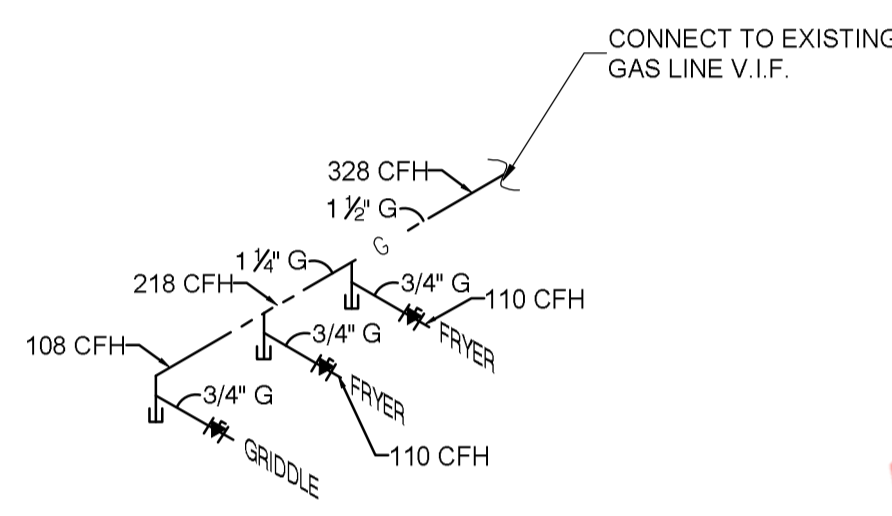 CONNECT TO EXISTING
GAS LINE V.I.F.
328 CFH
1 ½" G
G
1 ¼" G
218 CFH
3/4" G
110 CFH
FRYER
108 CFH
3/4" G
FRYER
110 CFH
3/4" G
GRIDDLE